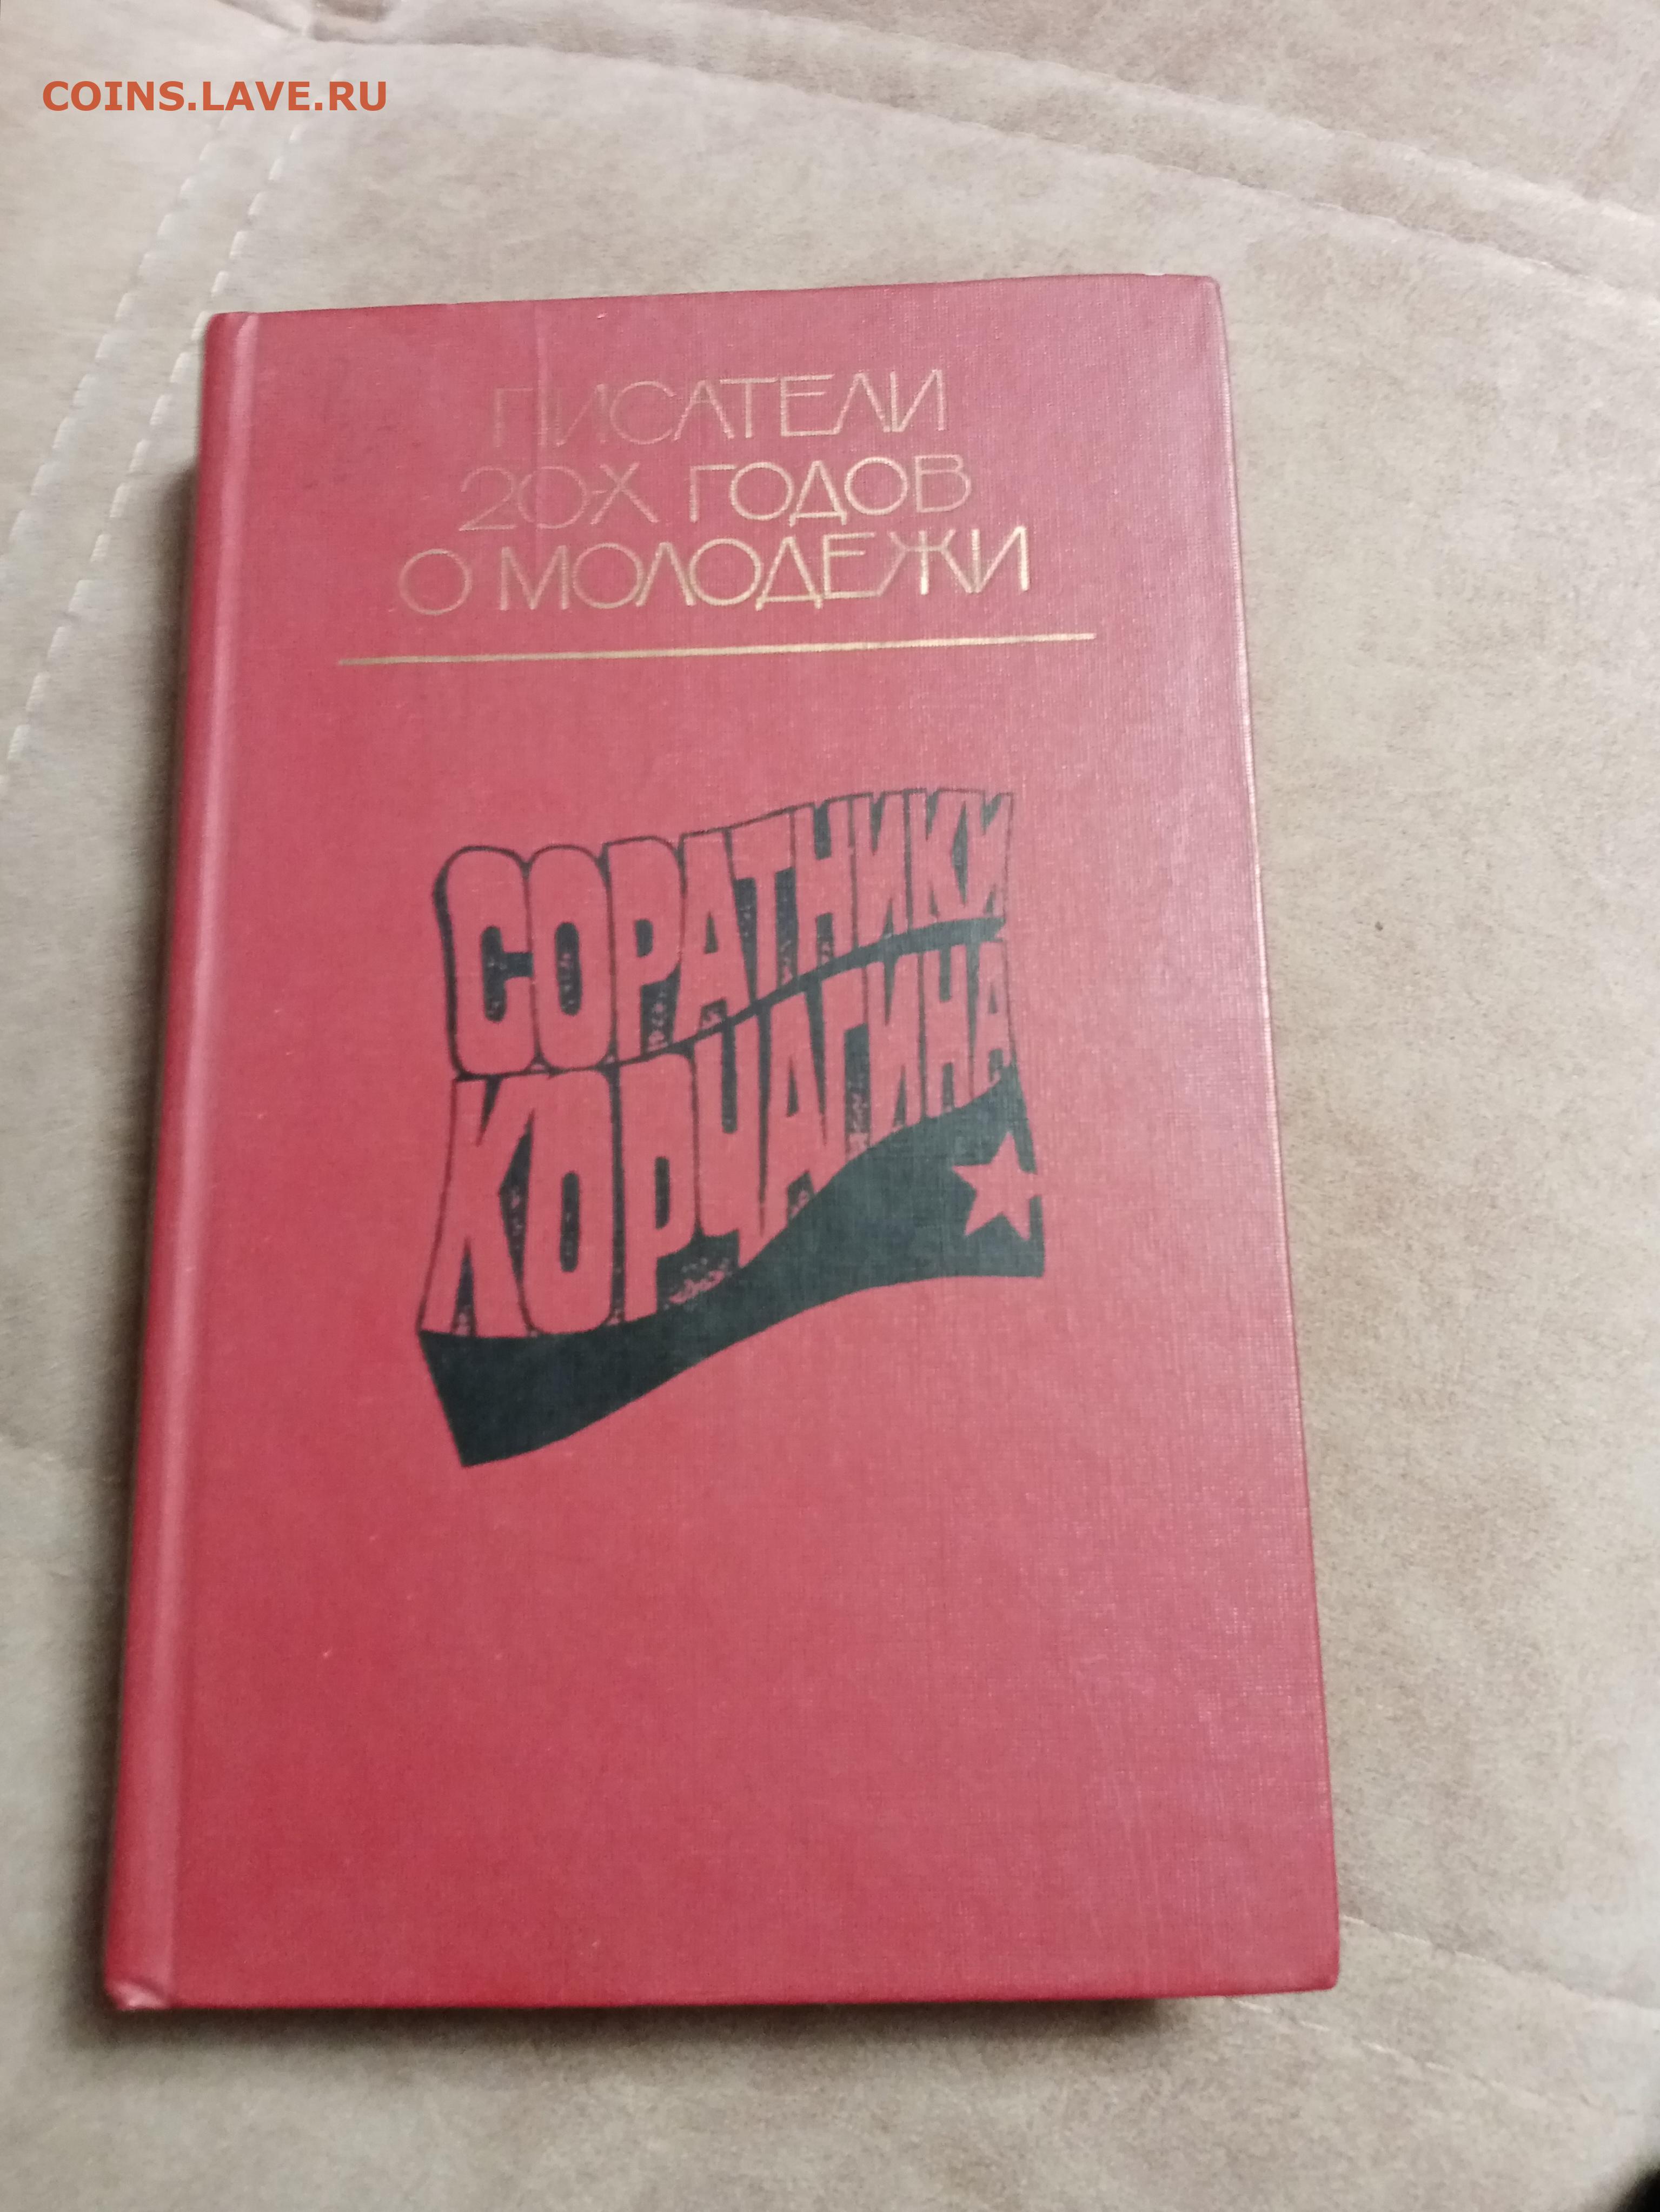 COINS.LAVE.RU
ПИСАТЕЛИ
20-Х ГОДОВ
О МОЛОДЕЖИ
СОРАТНИКИ
КОРЧАГИНА